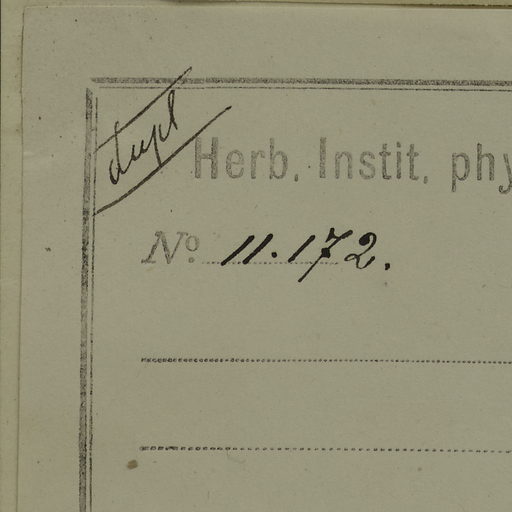 dupl
Herb. Instit. phy
No. 11.172.